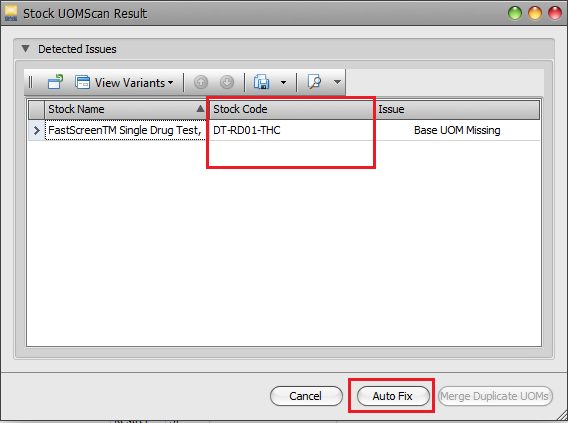 Stock UOMScan Result
Detected Issues
View Variants
Stock Name Stock Code Issue
FastScreenTM Single Drug Test, DT-RD01-THC Base UOM Missing
Cancel Auto Fix Merge Duplicate UOMs